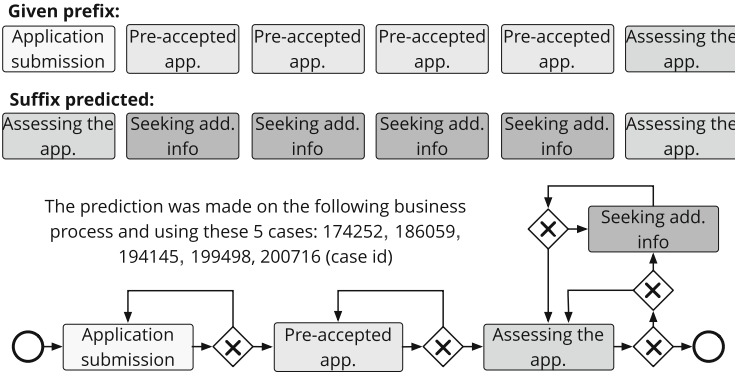 Given prefix:
Application
submission
Pre-accepted
app.
Pre-accepted
app.
Pre-accepted
app.
Pre-accepted
app.
Assessing the
app.
Suffix predicted:
Assessing the
app.
Seeking add.
info
Seeking add.
info
Seeking add.
info
Seeking add.
info
Assessing the
app.
The prediction was made on the following business
process and using these 5 cases: 174252, 186059,
194145, 199498, 200716 (case id)
Seeking add.
info
Application
submission
Pre-accepted
app.
Assessing the
app.